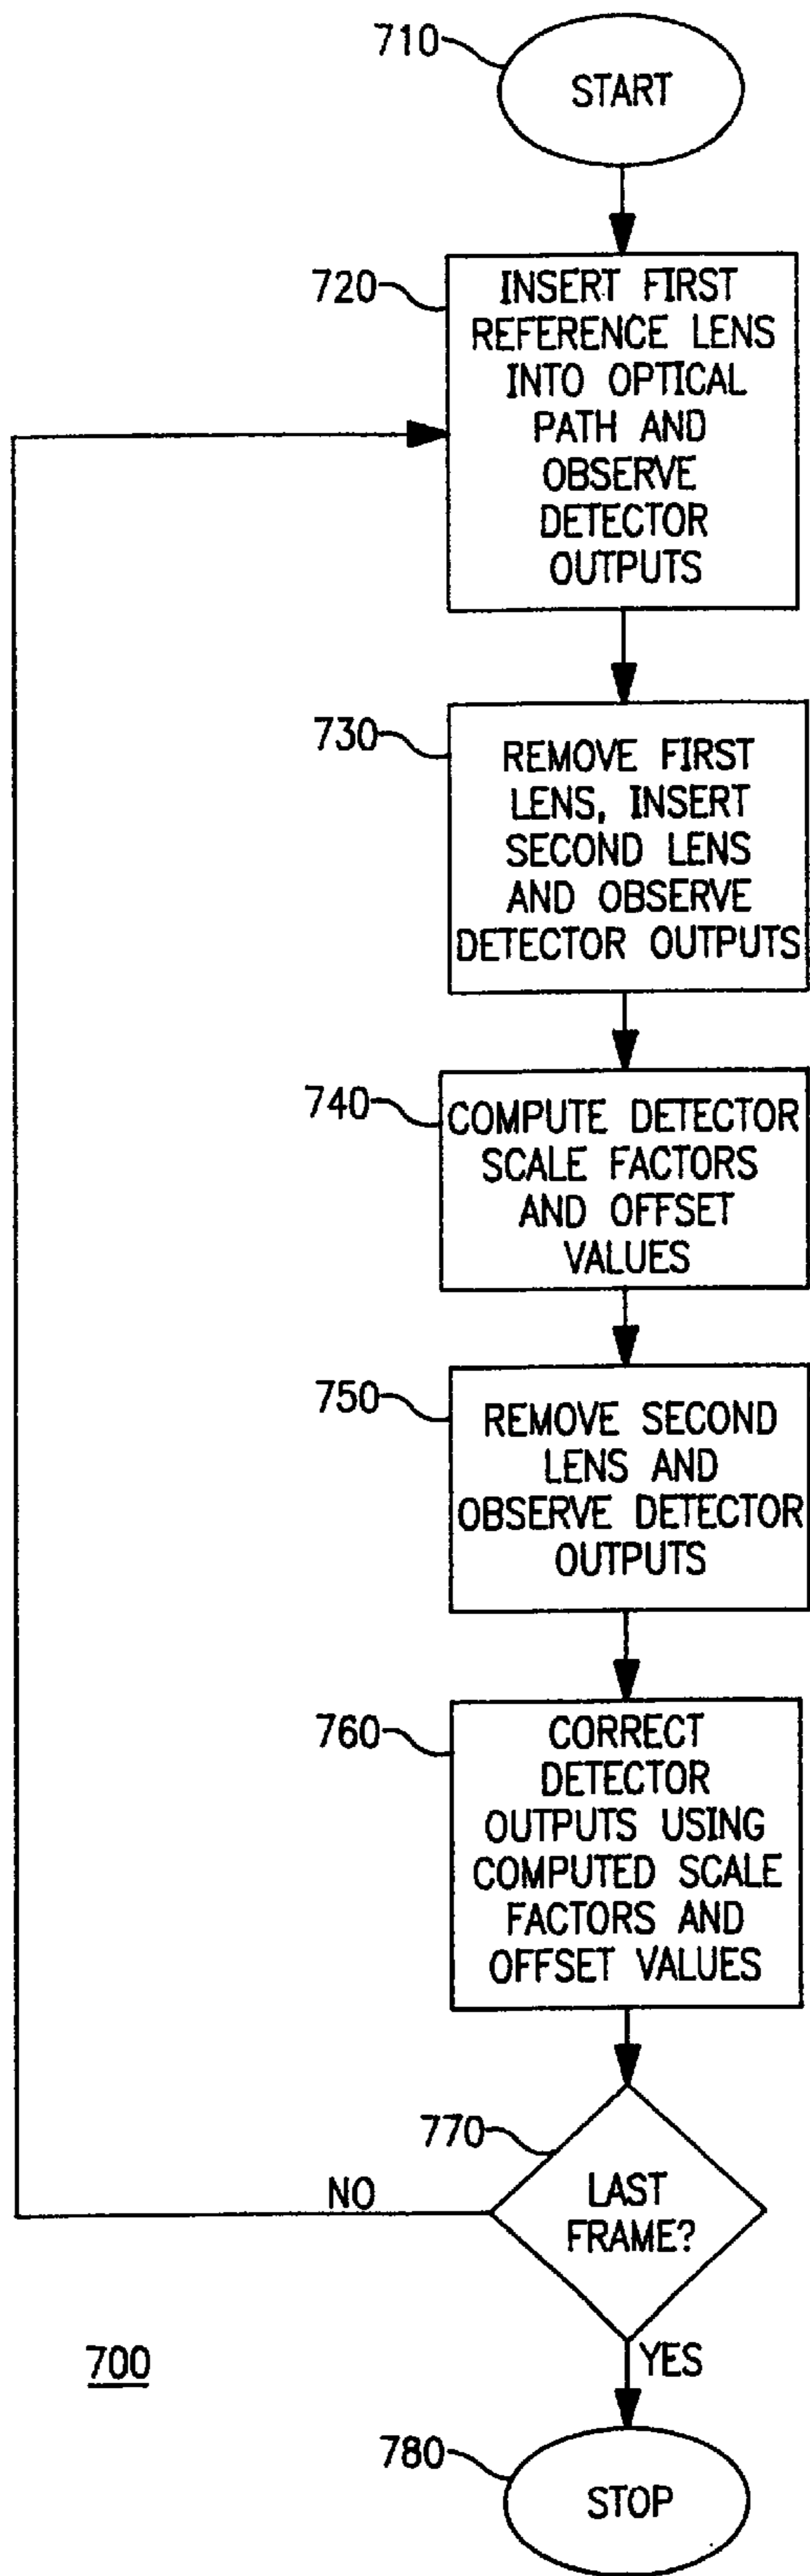 710
START
720
INSERT FIRST
REFERENCE LENS
INTO OPTICAL
PATH AND
OBSERVE
DETECTOR
OUTPUTS
730
REMOVE FIRST
LENS, INSERT
SECOND LENS
AND OBSERVE
DETECTOR OUTPUTS
740
COMPUTE DETECTOR
SCALE FACTORS
AND OFFSET
VALUES
750
REMOVE SECOND
LENS AND
OBSERVE DETECTOR
OUTPUTS
760
CORRECT
DETECTOR
OUTPUTS USING
COMPUTED SCALE
FACTORS AND
OFFSET VALUES
770
NO
LAST
FRAME?
700
YES
780
STOP